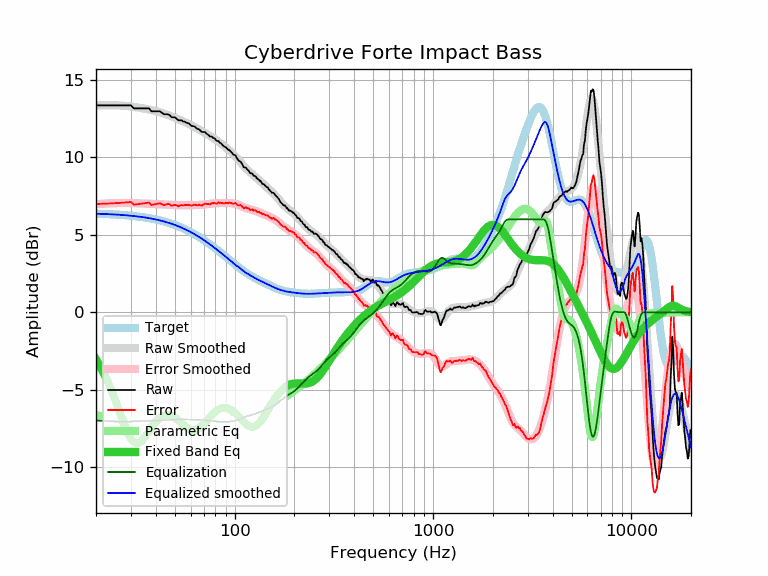 Cyberdrive Forte Impact Bass
15
10
5
0
−5
−10
Amplitude (dBr)
Target
Raw Smoothed
Error Smoothed
Raw
Error
Parametric Eq
Fixed Band Eq
Equalization
Equalized smoothed
100
1000
10000
Frequency (Hz)